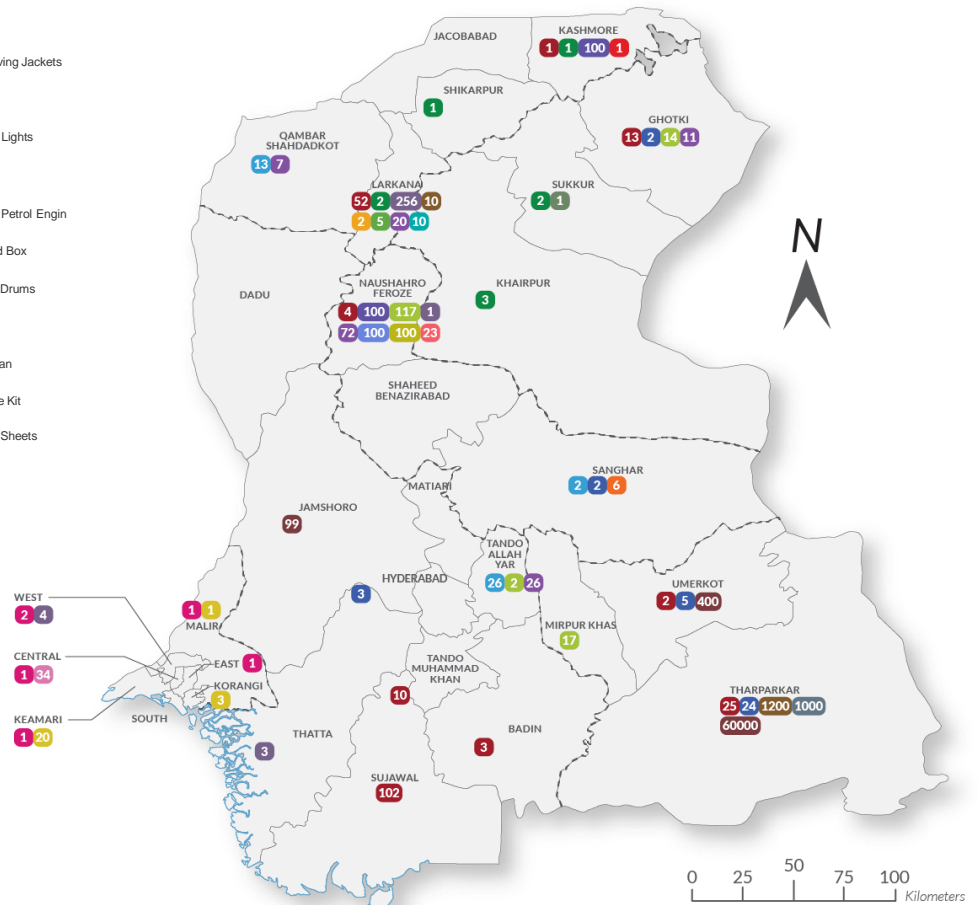 ving Jackets
Lights
Petrol Engin
d Box
Drums
an
e Kit
Sheets
JACOBABAD
KASHMORE
1 1 100 1
SHIKARPUR
1
GHOTKI
13 2 14 11
QAMBAR
SHAHDADKOT
13 7
LARKANA
52 2 256 10
2 5 20 10
SUKKUR
2 1
N
DADU
NAUSHAHRO
FEROZE
4 100 117 1
72 100 100 23
KHAIRPUR
3
SHAHEED
BENAZIRABAD
SANGHAR
2 2 6
MATIARI
JAMSHORO
99
TANDO
ALLAH
YAR
26 2 26
HYDERABAD
3
UMERKOT
2 5 400
MIRPUR KHAS
17
WEST
2 4
1 1
MALIR
CENTRAL
1 34
EAST 1
KORANGI
3
KEAMARI
1 20
SOUTH
TANDO
MUHAMMAD
KHAN
10
THARPARKAR
25 24 1200 1000
60000
THATTA
3
BADIN
3
SUJAWAL
102
0 25 50 75 100
Kilometers